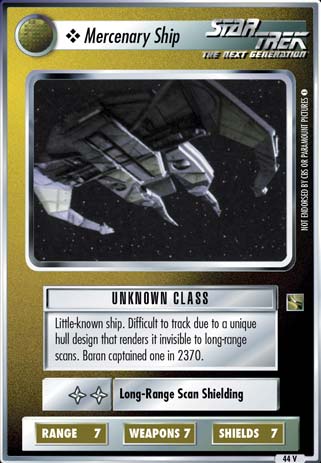 ❖ Mercenary Ship
STAR TREK
THE NEXT GENERATION
NOT ENDORSED BY CBS OR PARAMOUNT PICTURES
UNKNOWN CLASS
Little-known ship. Difficult to track due to a unique
hull design that renders it invisible to long-range
scans. Baran captained one in 2370.
Long-Range Scan Shielding
RANGE 7 WEAPONS 7 SHIELDS 7
44 V